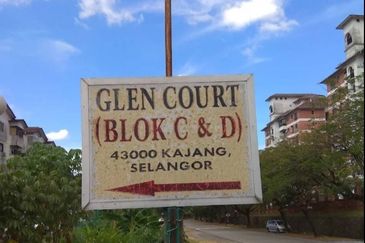 GLEN COURT
(BLOK C & D)
43000 KAJANG,
SELANGOR